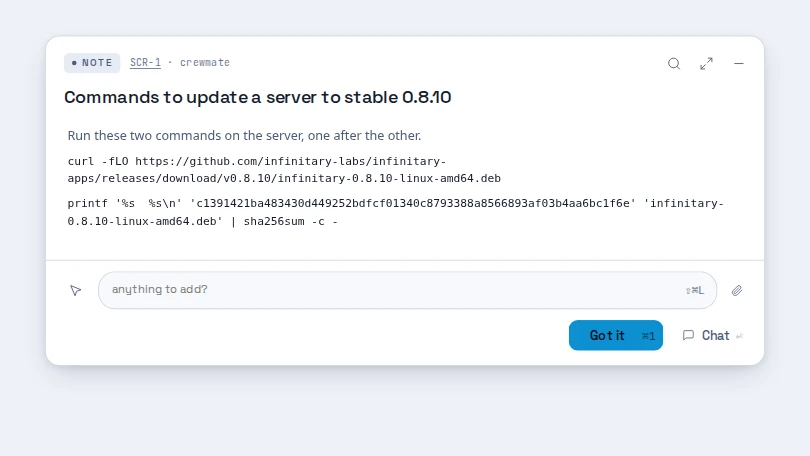 NOTE SCR-1 · crewmate
Commands to update a server to stable 0.8.10
Run these two commands on the server, one after the other.
curl -fLO https://github.com/infinitary-labs/infinitary-
apps/releases/download/v0.8.10/infinitary-0.8.10-linux-amd64.deb
printf '%s  %s\n' 'c1391421ba483430d449252bdfcf01340c8793388a8566893af03b4aa6bc1f6e' 'infinitary-
0.8.10-linux-amd64.deb' | sha256sum -c -
anything to add? ⇧⌘L
Got it ⌘1 Chat ⏎